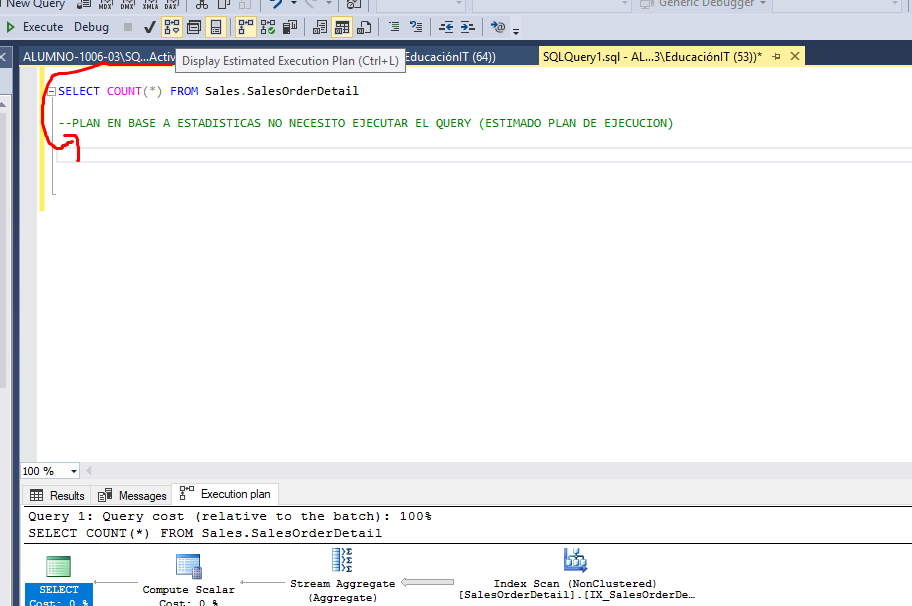 New Query
MDX DMX XMLA DAX
Generic Debugger
Execute Debug
ALUMNO-1006-03\SQ...Activ
EducaciónIT (64))
SQLQuery1.sql - AL...3\EducaciónIT (53))*
Display Estimated Execution Plan (Ctrl+L)
SELECT COUNT(*) FROM Sales.SalesOrderDetail
--PLAN EN BASE A ESTADISTICAS NO NECESITO EJECUTAR EL QUERY (ESTIMADO PLAN DE EJECUCION)
100 %
Results Messages Execution plan
Query 1: Query cost (relative to the batch): 100%
SELECT COUNT(*) FROM Sales.SalesOrderDetail
SELECT
Cost: 0 %
Compute Scalar
Cost: 0 %
Stream Aggregate
(Aggregate)
Index Scan (NonClustered)
[SalesOrderDetail].[IX_SalesOrderDe…